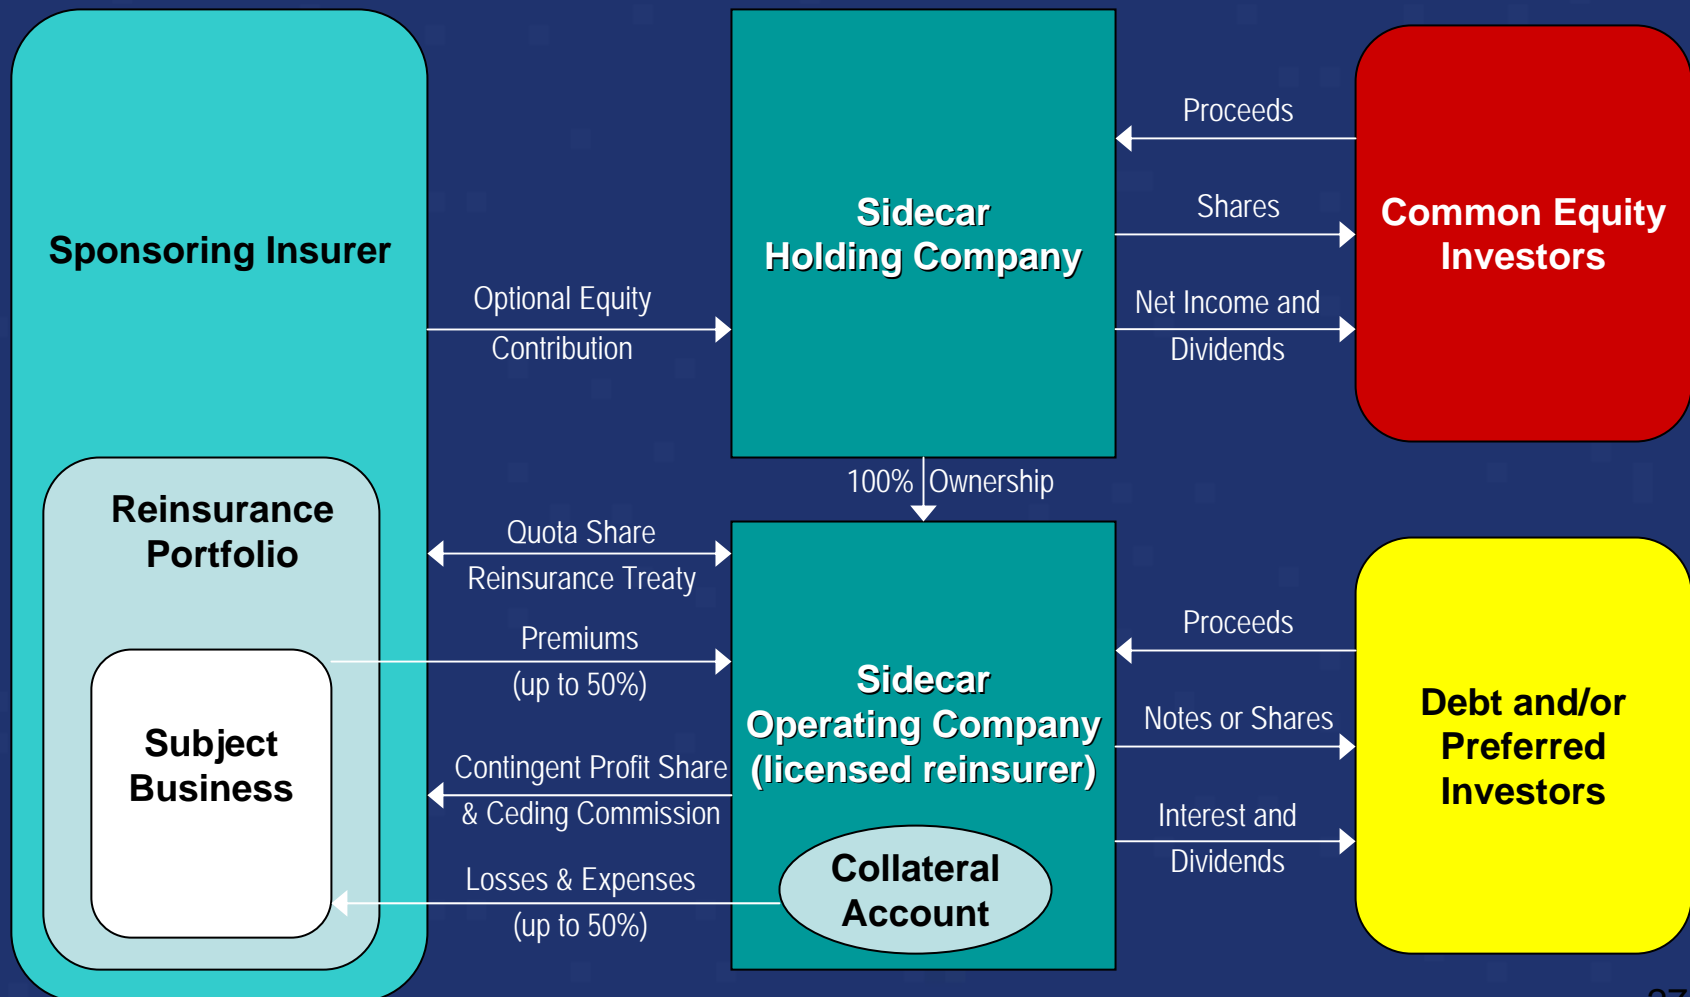 Sponsoring Insurer
Optional Equity
Contribution
Sidecar
Holding Company
Proceeds
Shares
Net Income and
Dividends
Common Equity
Investors
100% Ownership
Reinsurance
Portfolio
Subject
Business
Quota Share
Reinsurance Treaty
Premiums
(up to 50%)
Contingent Profit Share
& Ceding Commission
Losses & Expenses
(up to 50%)
Sidecar
Operating Company
(licensed reinsurer)
Collateral
Account
Proceeds
Notes or Shares
Interest and
Dividends
Debt and/or
Preferred
Investors